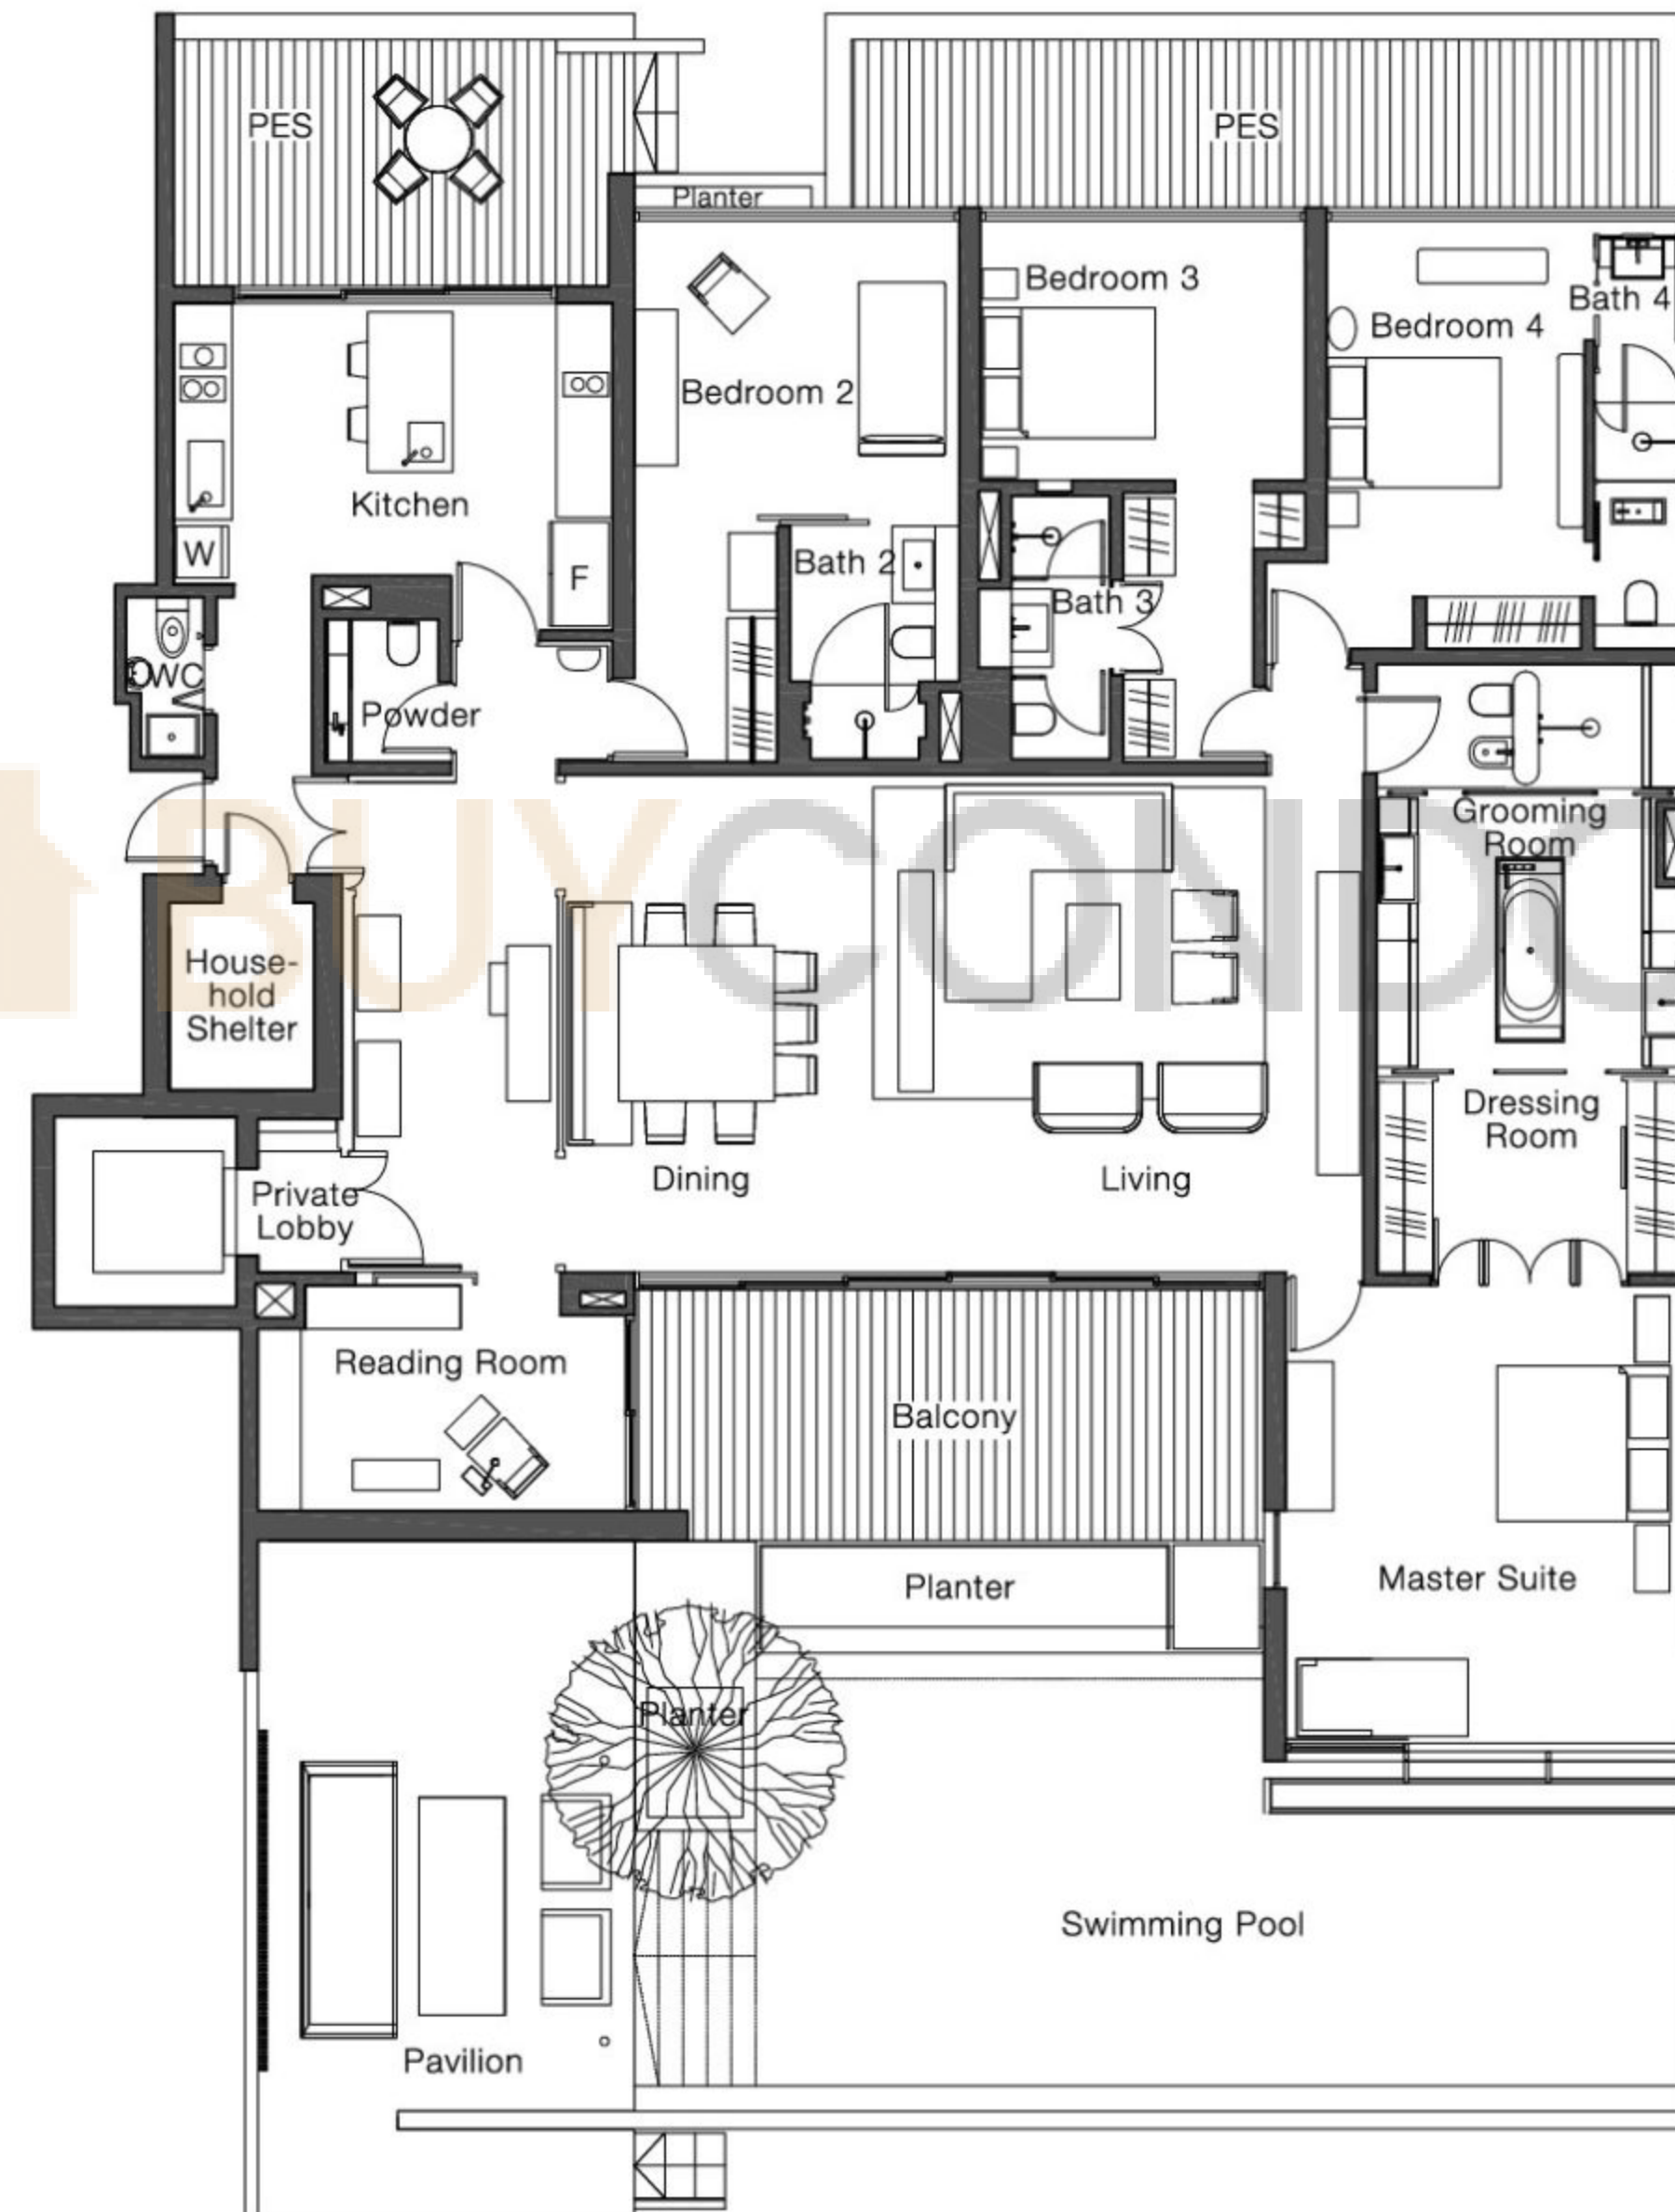 PES
PES
Planter
Bedroom 3
Bath 4
Bedroom 4
Bedroom 2
Kitchen
W
Bath 2
F
Bath 3
WC
Powder
BUYCONDO
Grooming
Room
House-
hold
Shelter
Dressing
Room
Dining
Living
Private
Lobby
Reading Room
Balcony
Planter
Master Suite
Planter
Swimming Pool
Pavilion